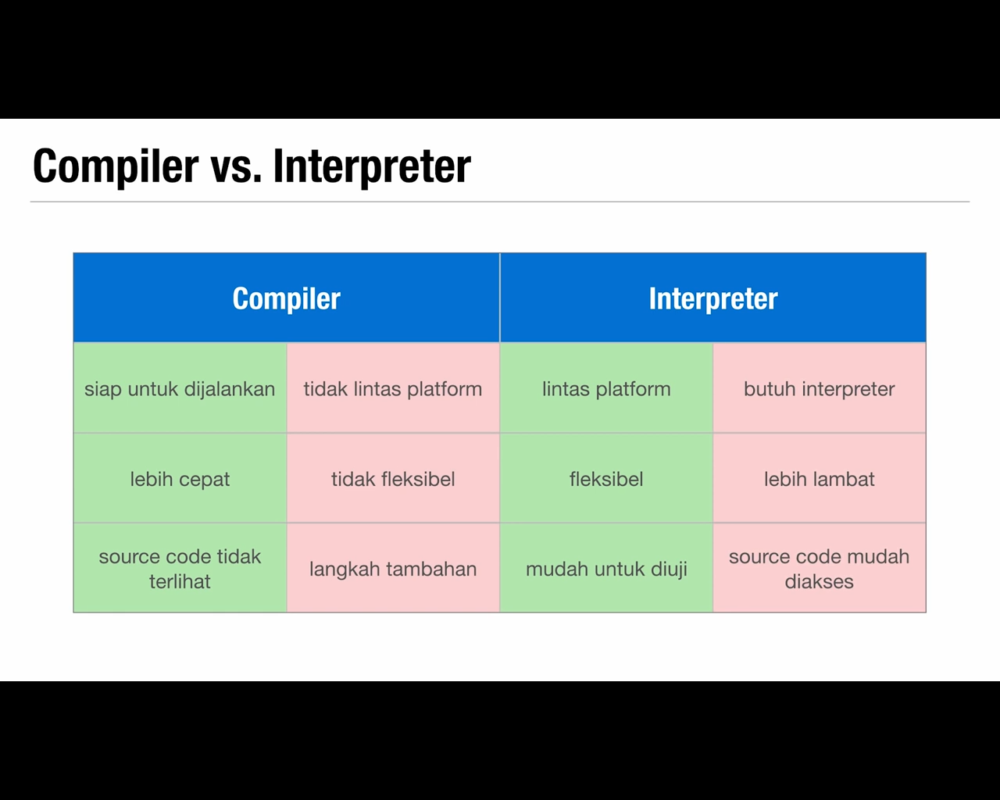 Compiler vs. Interpreter
Compiler
Interpreter
siap untuk dijalankan
tidak lintas platform
lintas platform
butuh interpreter
lebih cepat
tidak fleksibel
fleksibel
lebih lambat
source code tidak
terlihat
langkah tambahan
mudah untuk diuji
source code mudah
diakses